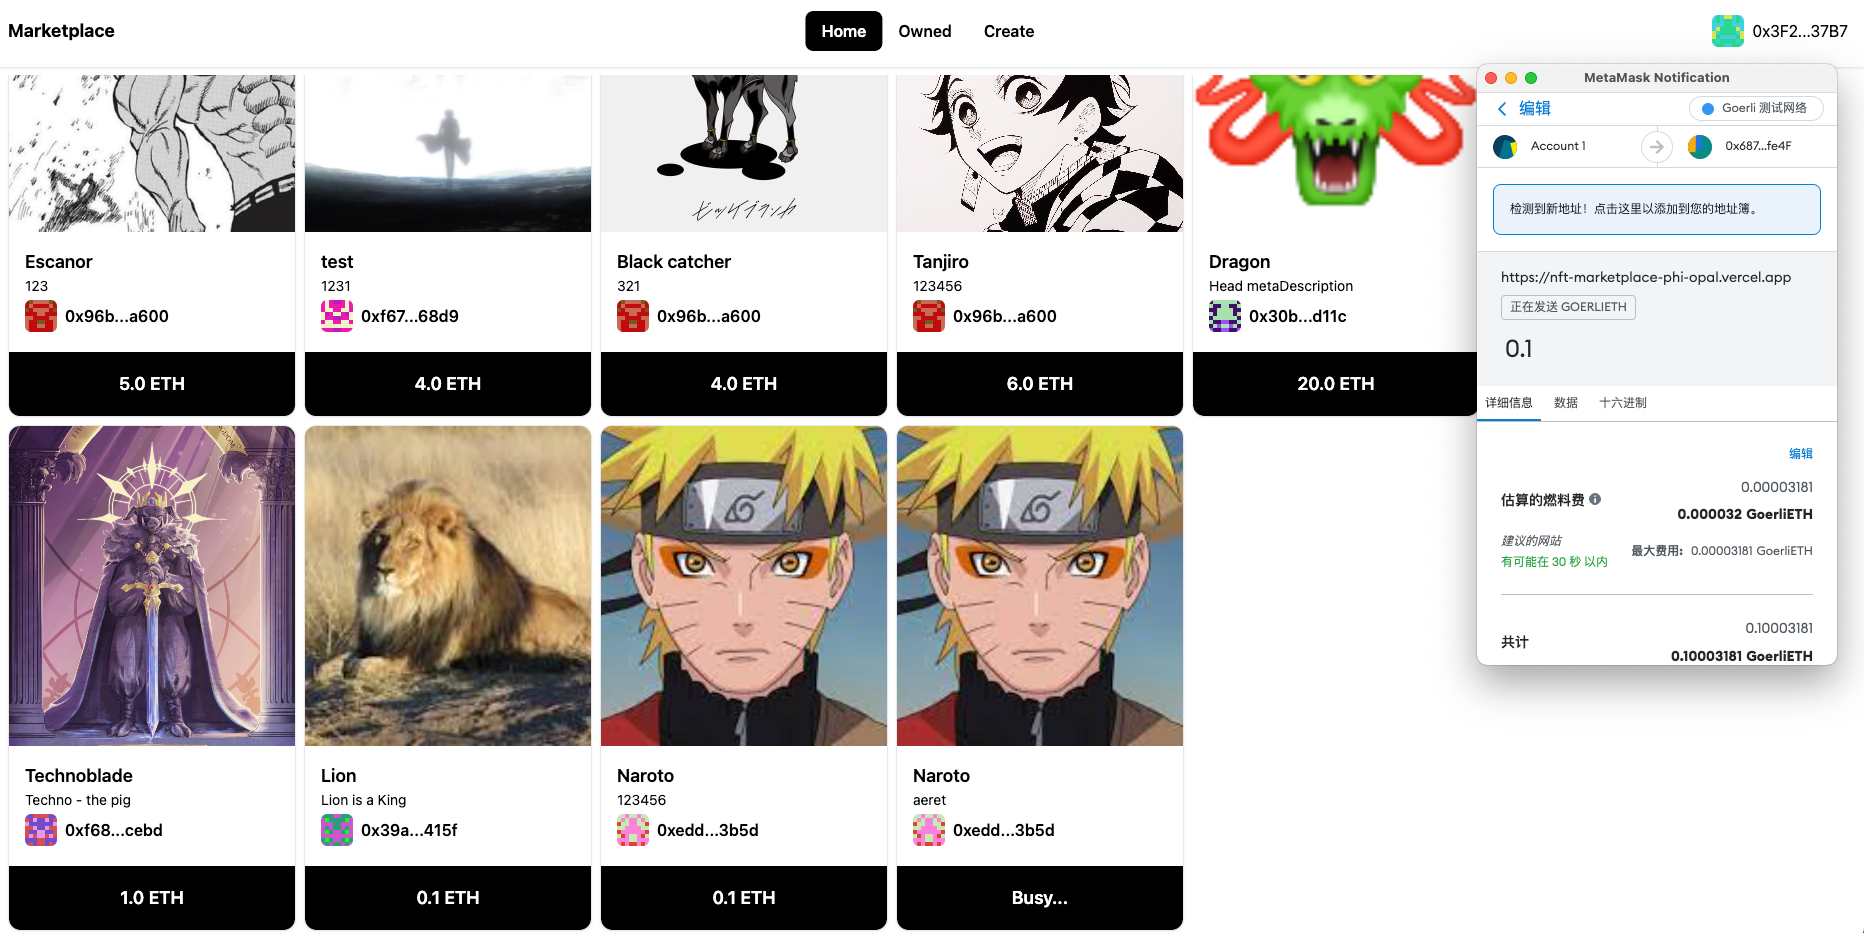 Marketplace
Home
Owned
Create
0x3F2...37B7
Escanor
123
0x96b...a600
5.0 ETH
test
1231
0xf67...68d9
4.0 ETH
ビッツイブランカ
Black catcher
321
0x96b...a600
4.0 ETH
Tanjiro
123456
0x96b...a600
6.0 ETH
Dragon
Head metaDescription
0x30b...d11c
20.0 ETH
Technoblade
Techno - the pig
0xf68...cebd
1.0 ETH
Lion
Lion is a King
0x39a...415f
0.1 ETH
Naroto
123456
0xedd...3b5d
0.1 ETH
Naroto
aeret
0xedd...3b5d
Busy...
MetaMask Notification
编辑
Goerli 测试网络
Account 1
0x687...fe4F
检测到新地址！点击这里以添加到您的地址簿。
https://nft-marketplace-phi-opal.vercel.app
正在发送 GOERLIETH
0.1
详细信息
数据
十六进制
编辑
估算的燃料费
0.00003181
0.000032 GoerliETH
建议的网站
有可能在 30 秒 以内
最大费用: 0.00003181 GoerliETH
共计
0.10003181
0.10003181 GoerliETH